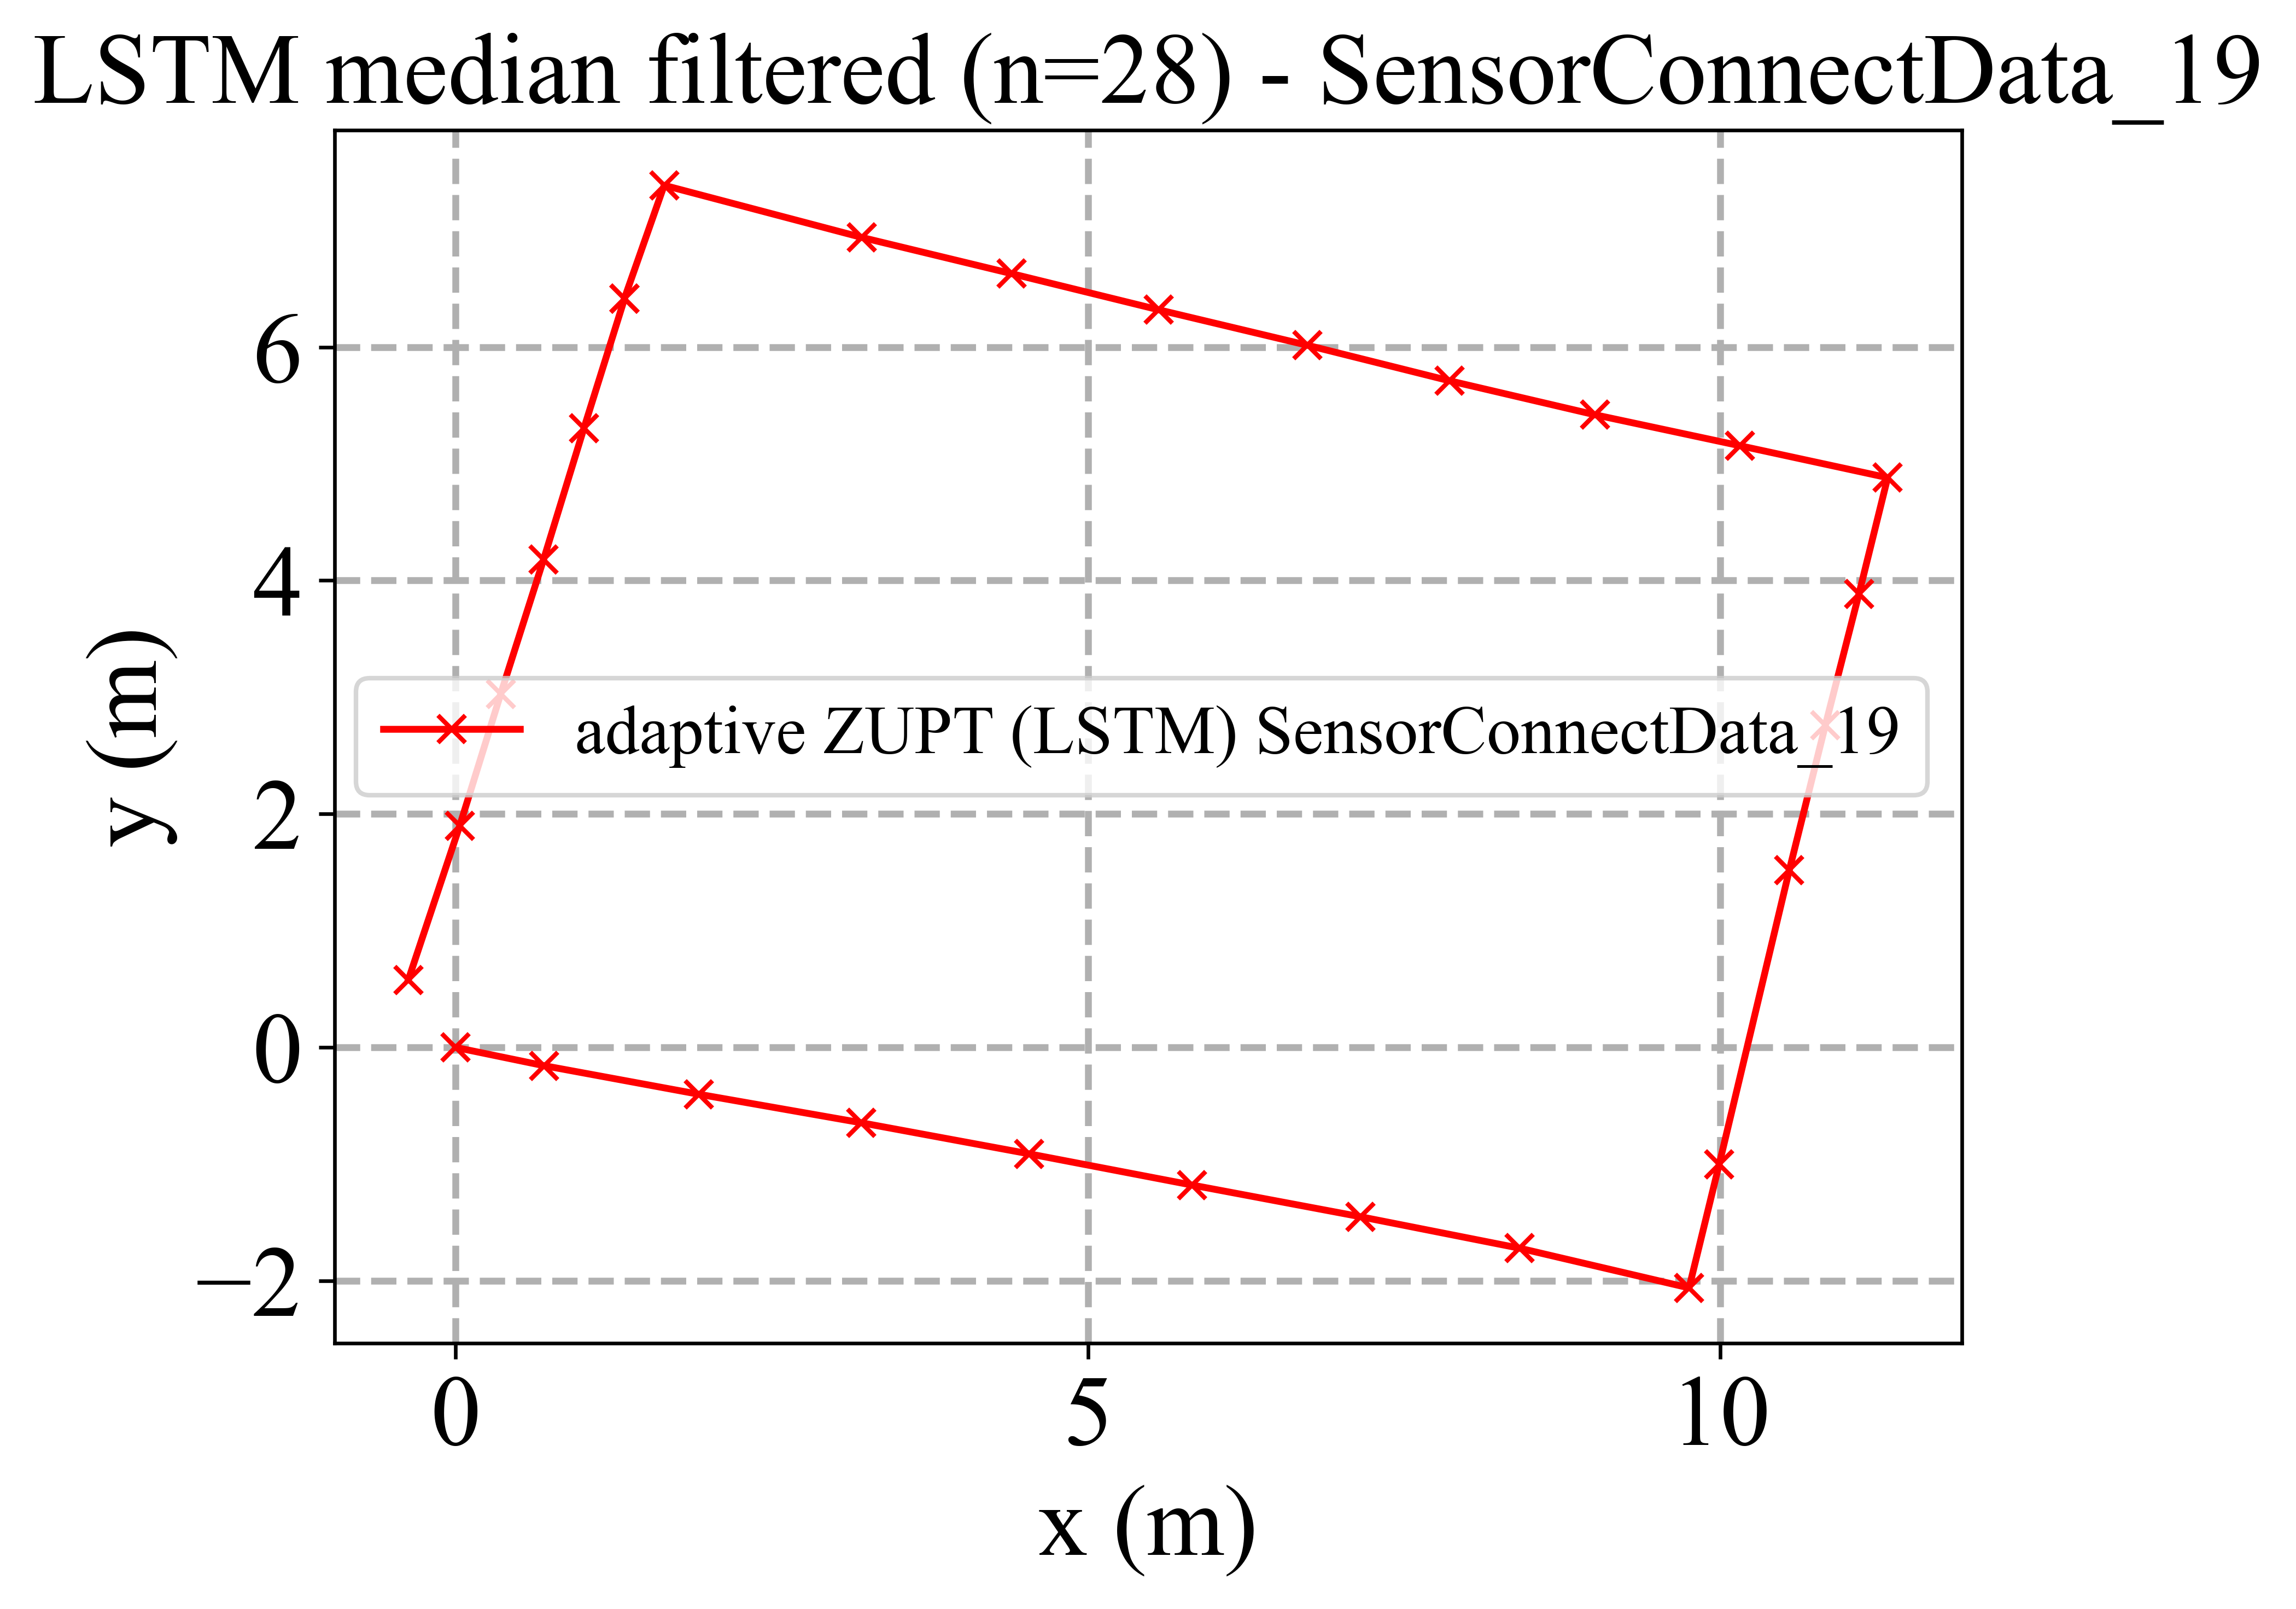 LSTM median filtered (n=28) - SensorConnectData_19
6
4
adaptive ZUPT (LSTM) SensorConnectData_19
2
0
−2
y (m)
0 5 10
x (m)